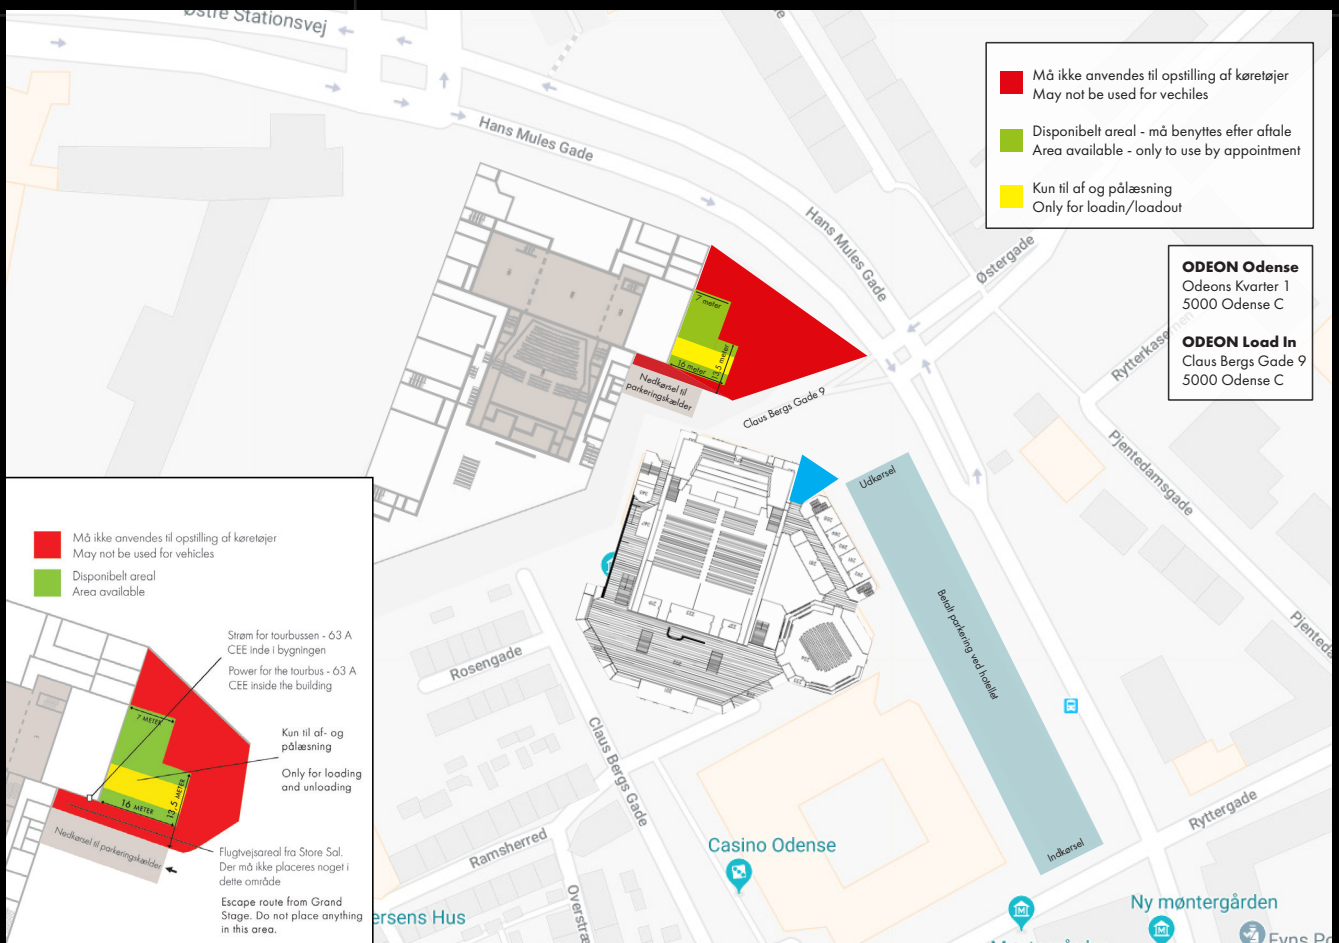 Østre Stationsvej
Hans Mules Gade
Hans Mules Gade
Østergade
Må ikke anvendes til opstilling af køretøjer
May not be used for vechiles
Disponibelt areal - må benyttes efter aftale
Area available - only to use by appointment
Kun til af og pålæsning
Only for loadin/loadout
ODEON Odense
Odeons Kvarter 1
5000 Odense C
ODEON Load In
Claus Bergs Gade 9
5000 Odense C
7 meter
16 meter
13,5 meter
Nedkørsel til
parkeringskælder
Claus Bergs Gade 9
Pjentedamsgade
Udkørsel
Betalt parkering ved hotellet
Indkørsel
Rosengade
Claus Bergs Gade
Ramsherred
Casino Odense
Ryttergade
Ny møntergården
ersens Hus
Må ikke anvendes til opstilling af køretøjer
May not be used for vehicles
Disponibelt areal
Area available
Strøm for tourbussen - 63 A
CEE inde i bygningen
Power for the tourbus - 63 A
CEE inside the building
7 METER
Kun til af- og
pålæsning
Only for loading
and unloading
16 METER
13,5 METER
Nedkørsel til parkeringskælder
Flugtvejsareal fra Store Sal.
Der må ikke placeres noget i
dette område
Escape route from Grand
Stage. Do not place anything
in this area.